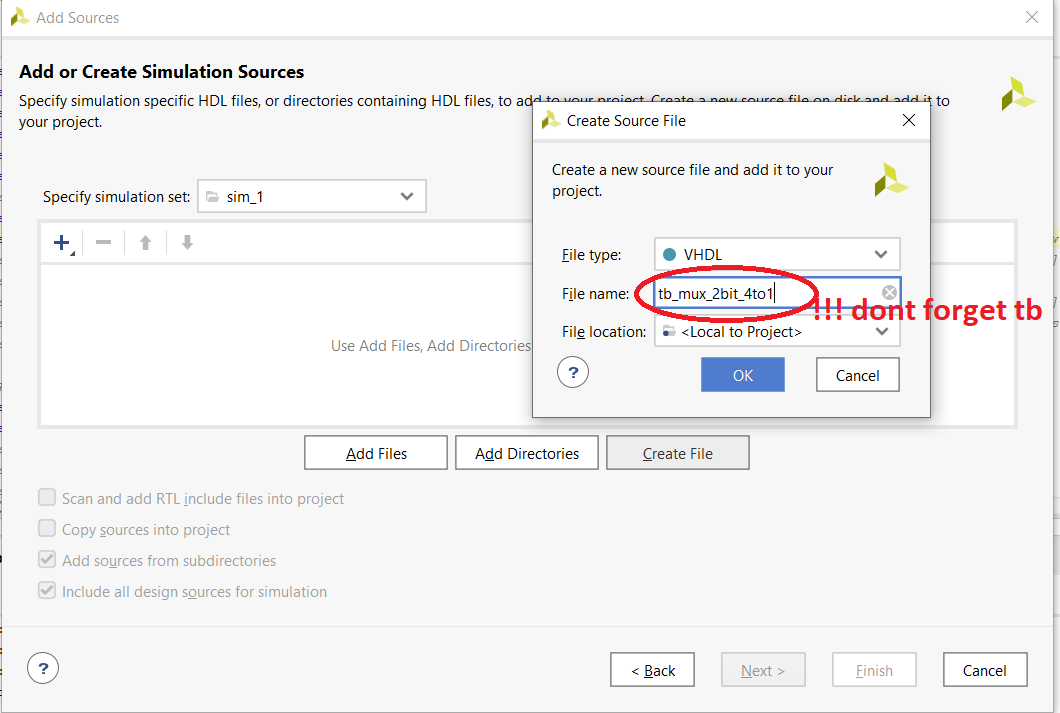 Add Sources
Add or Create Simulation Sources
Specify simulation specific HDL files, or directories containing HDL files, to add to your project. Create a new source file on disk and add it to
your project.
Specify simulation set: sim_1
Use Add Files, Add Directories
Create Source File
Create a new source file and add it to your
project.
File type: VHDL
File name: tb_mux_2bit_4to1
!!! dont forget tb
File location: <Local to Project>
? OK Cancel
Add Files Add Directories Create File
Scan and add RTL include files into project
Copy sources into project
Add sources from subdirectories
Include all design sources for simulation
? < Back Next > Finish Cancel